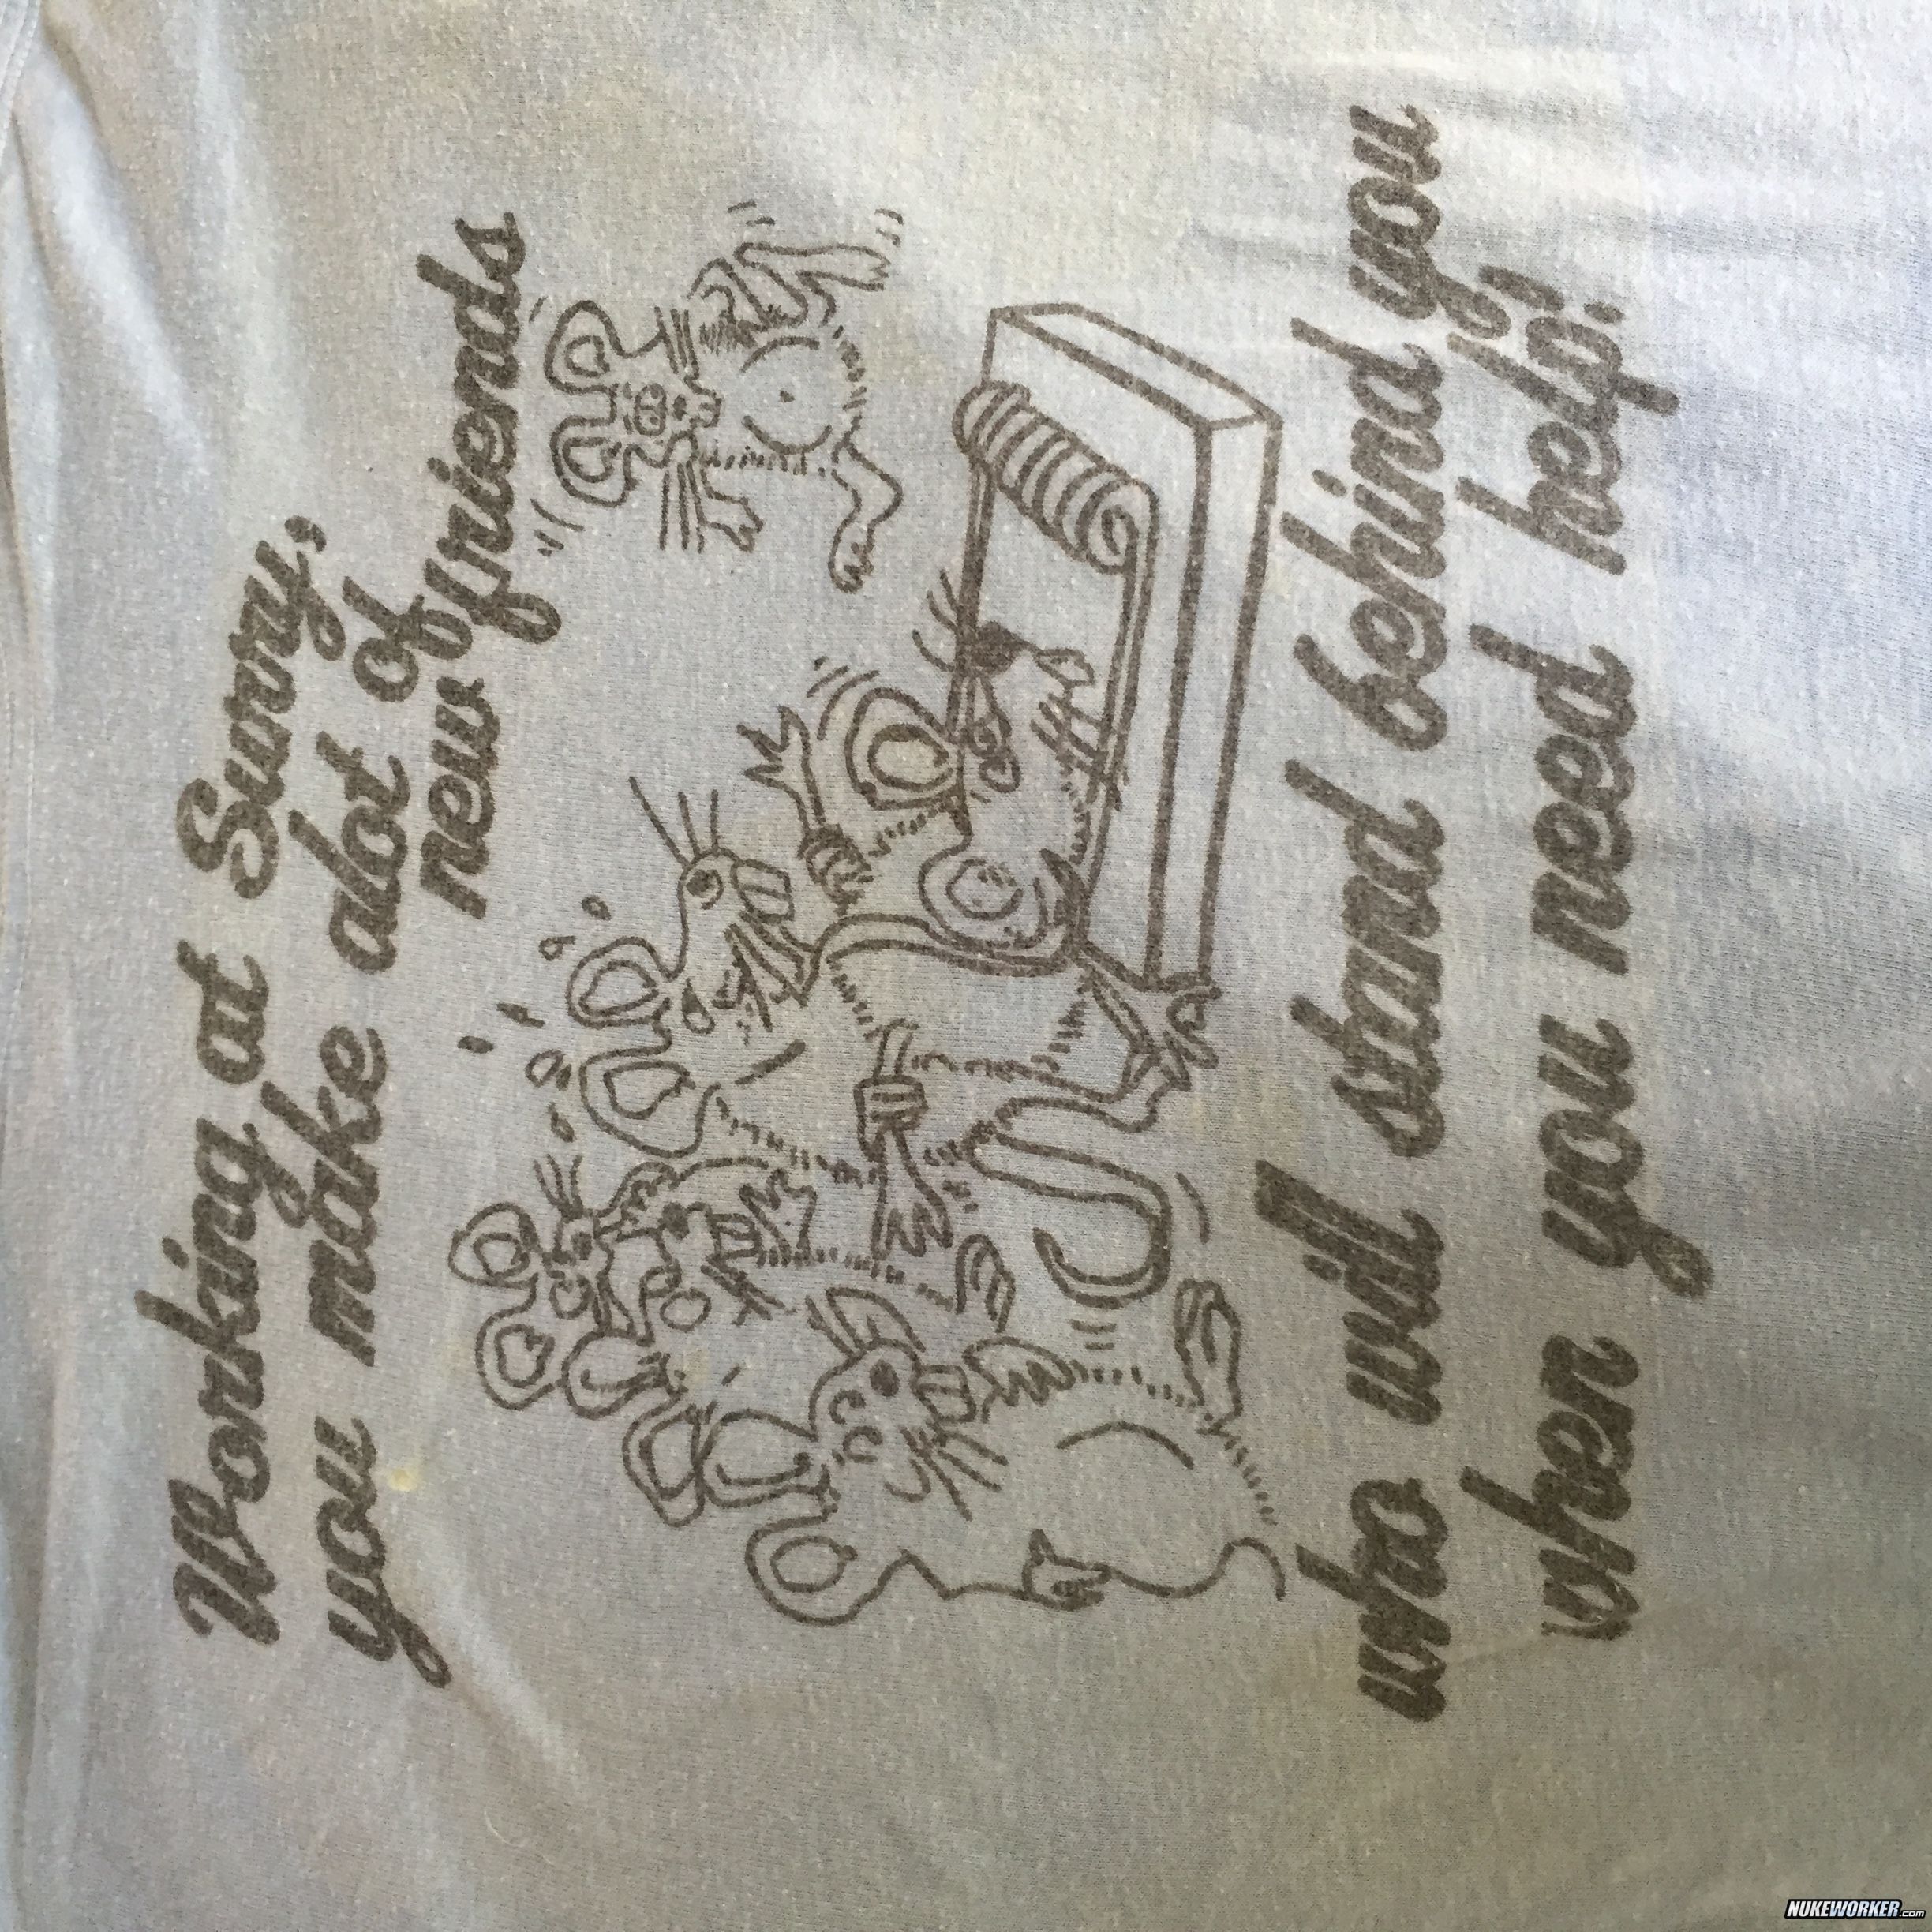 Working at Surry,
you make alot of
new friends
who will stand behind you
when you need help!
NUKEWORKER.com